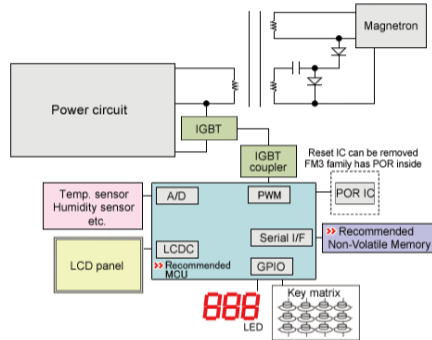 Magnetron
Power circuit
IGBT
IGBT
coupler
Reset IC can be removed
FM3 family has POR inside
Temp. sensor
Humidity sensor
etc.
A/D
PWM
POR IC
Serial I/F
Recommended
Non-Volatile Memory
LCD panel
LCDC
Recommended
MCU
GPIO
888
LED
Key matrix